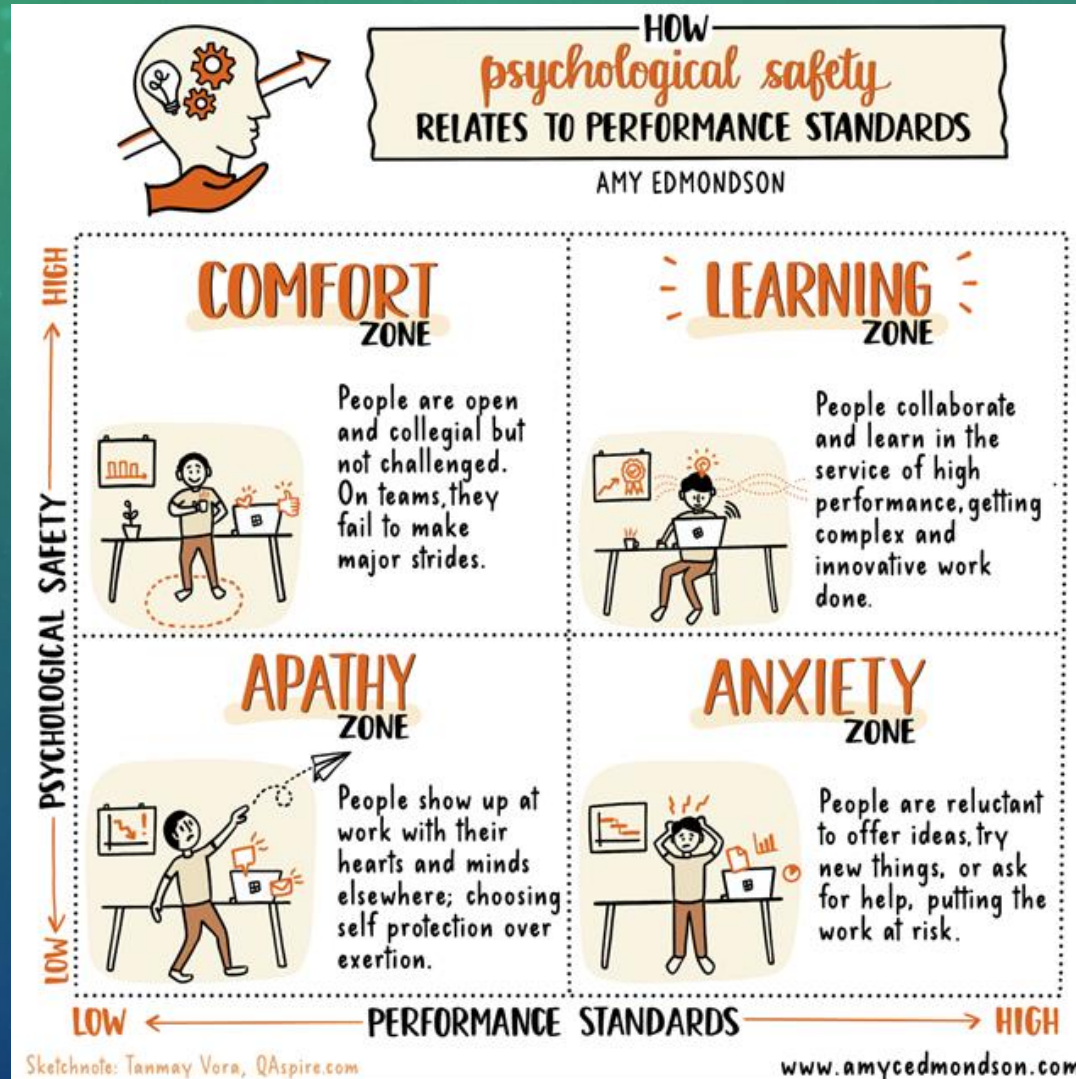 HOW
psychological safety
RELATES TO PERFORMANCE STANDARDS
AMY EDMONDSON
HIGH
PSYCHOLOGICAL SAFETY
LOW
COMFORT
ZONE
People are open
and collegial but
not challenged.
On teams, they
fail to make
major strides.
LEARNING
ZONE
People collaborate
and learn in the
service of high
performance, getting
complex and
innovative work
done.
APATHY
ZONE
People show up at
work with their
hearts and minds
elsewhere; choosing
self protection over
exertion.
ANXIETY
ZONE
People are reluctant
to offer ideas, try
new things, or ask
for help, putting the
work at risk.
LOW
PERFORMANCE STANDARDS
HIGH
Sketchnote: Tanmay Vora, QAspire.com
www.amycedmondson.com